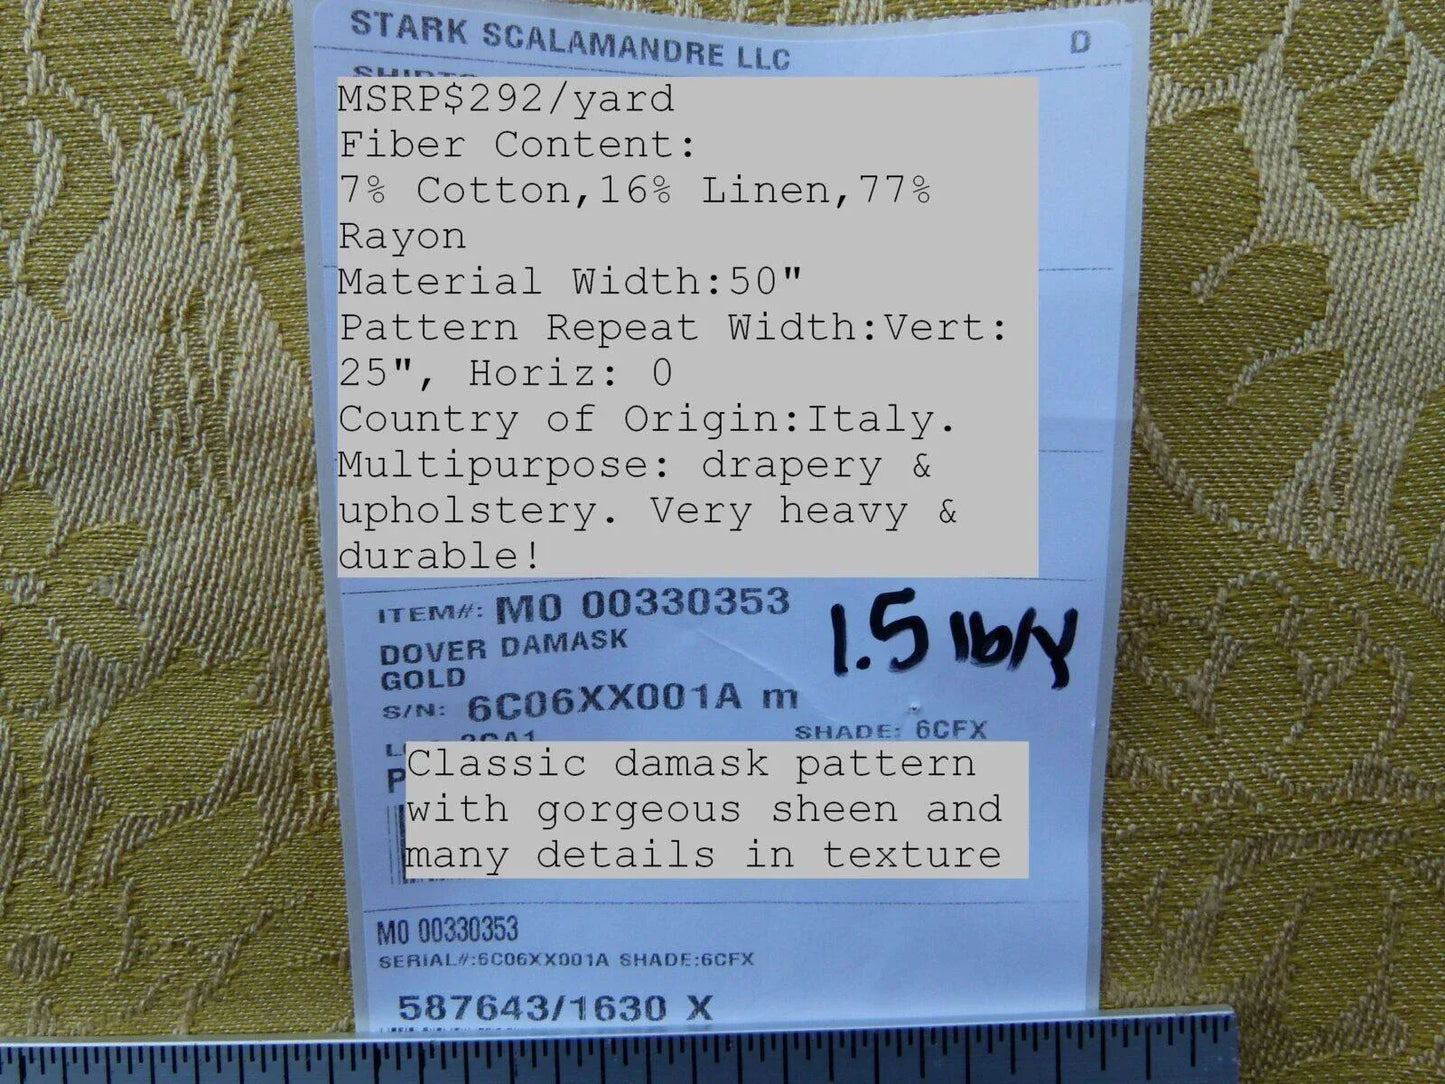 STARK SCALAMANDRE LLC D
MSRP$292/yard
Fiber Content:
7% Cotton,16% Linen,77%
Rayon
Material Width:50"
Pattern Repeat Width:Vert:
25", Horiz: 0
Country of Origin:Italy.
Multipurpose: drapery &
upholstery. Very heavy &
durable!
ITEM#: M0 00330353
1.5 lb/y
DOVER DAMASK
GOLD
S/N: 6C06XX001A m
SHADE: 6CFX
Classic damask pattern
with gorgeous sheen and
many details in texture
M0 00330353
SERIAL#:6C06XX001A SHADE:6CFX
587643/1630 X